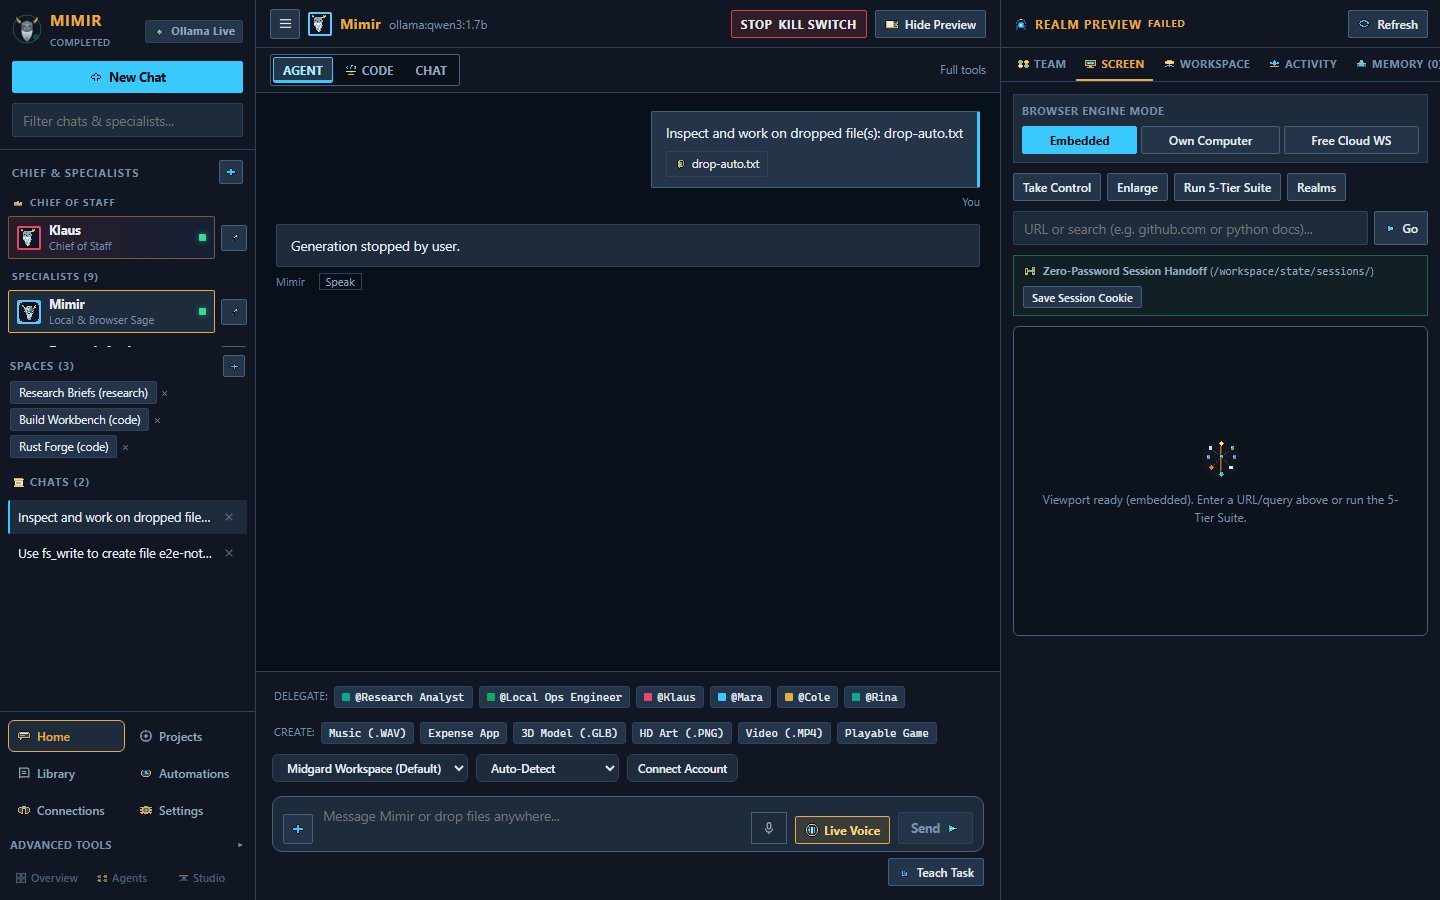 MIMIR
COMPLETED
Ollama Live
New Chat
Filter chats & specialists...
CHIEF & SPECIALISTS
CHIEF OF STAFF
Klaus
Chief of Staff
SPECIALISTS (9)
Mimir
Local & Browser Sage
SPACES (3)
Research Briefs (research) ×
Build Workbench (code) ×
Rust Forge (code) ×
CHATS (2)
Inspect and work on dropped file... ×
Use fs_write to create file e2e-not... ×
Home
Projects
Library
Automations
Connections
Settings
ADVANCED TOOLS
Overview
Agents
Studio
Mimir ollama:qwen3:1.7b
STOP KILL SWITCH
Hide Preview
AGENT
CODE
CHAT
Full tools
Inspect and work on dropped file(s): drop-auto.txt
drop-auto.txt
You
Generation stopped by user.
Mimir
Speak
DELEGATE: @Research Analyst @Local Ops Engineer @Klaus @Mara @Cole @Rina
CREATE: Music (.WAV) Expense App 3D Model (.GLB) HD Art (.PNG) Video (.MP4) Playable Game
Midgard Workspace (Default)
Auto-Detect
Connect Account
Message Mimir or drop files anywhere...
Live Voice
Send
Teach Task
REALM PREVIEW FAILED
Refresh
TEAM
SCREEN
WORKSPACE
ACTIVITY
MEMORY (0)
BROWSER ENGINE MODE
Embedded
Own Computer
Free Cloud WS
Take Control
Enlarge
Run 5-Tier Suite
Realms
URL or search (e.g. github.com or python docs)...
Go
Zero-Password Session Handoff (/workspace/state/sessions/)
Save Session Cookie
Viewport ready (embedded). Enter a URL/query above or run the 5-
Tier Suite.